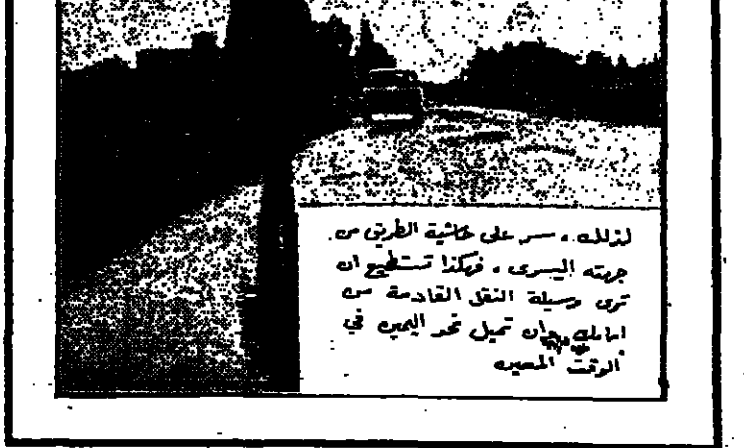 لذلك، سر على حاشية الطريق من
جهته اليسرى، فهكذا تستطيع ان
ترى وسيلة النقل القادمة من
امامك وان تميل نحو اليمين في
الوقت المعين